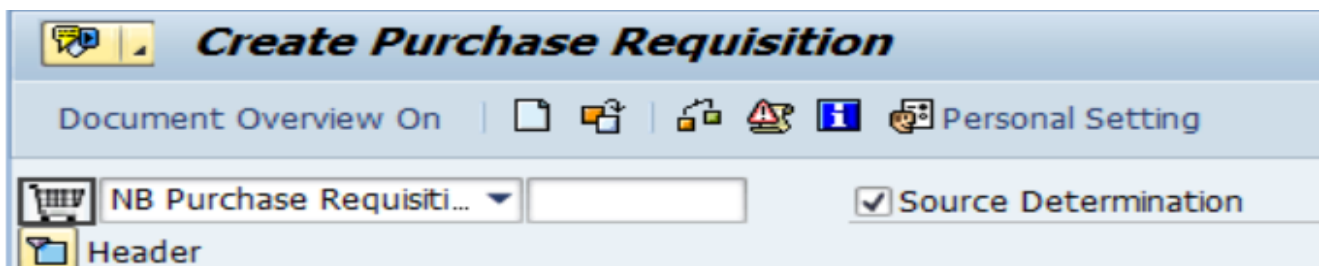 Create Purchase Requisition
Document Overview On Personal Setting
NB Purchase Requisiti... Source Determination
Header